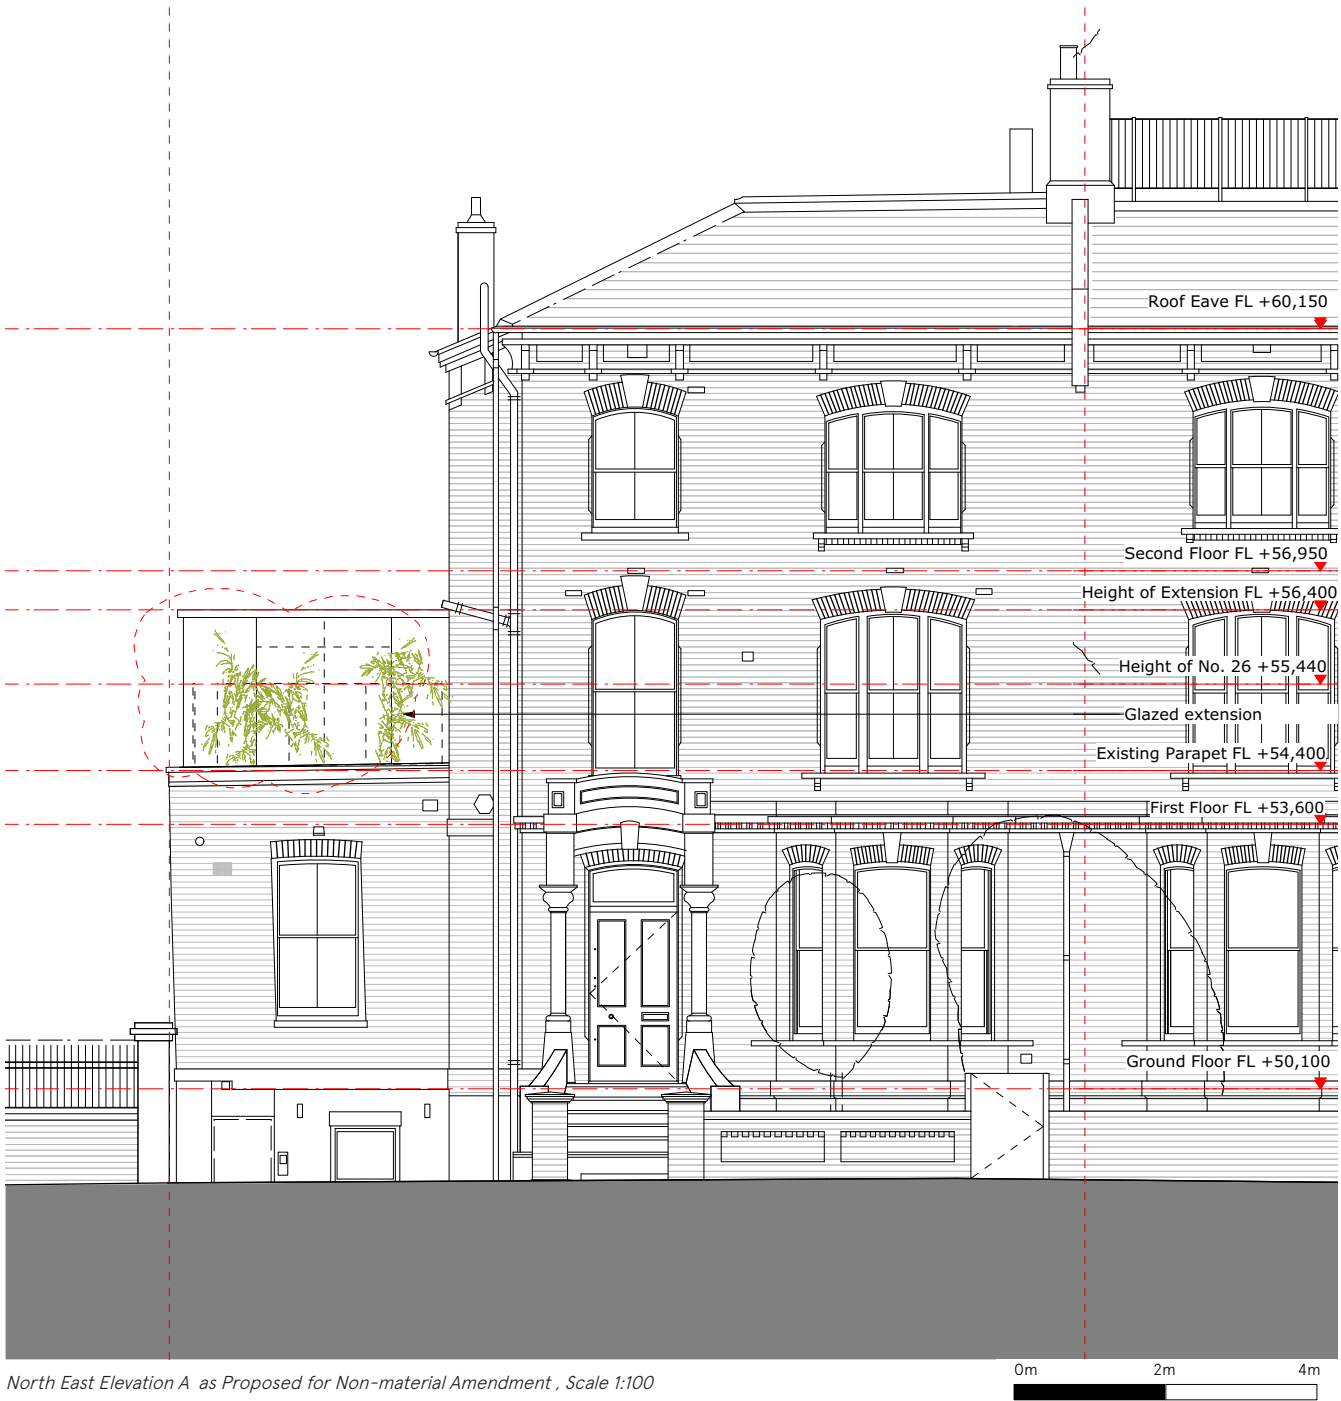 Roof Eave FL +60,150
Second Floor FL +56,950
Height of Extension FL +56,400
Height of No. 26 +55,440
Glazed extension
Existing Parapet FL +54,400
First Floor FL +53,600
Ground Floor FL +50,100
0m 2m 4m
North East Elevation A as Proposed for Non-material Amendment , Scale 1:100